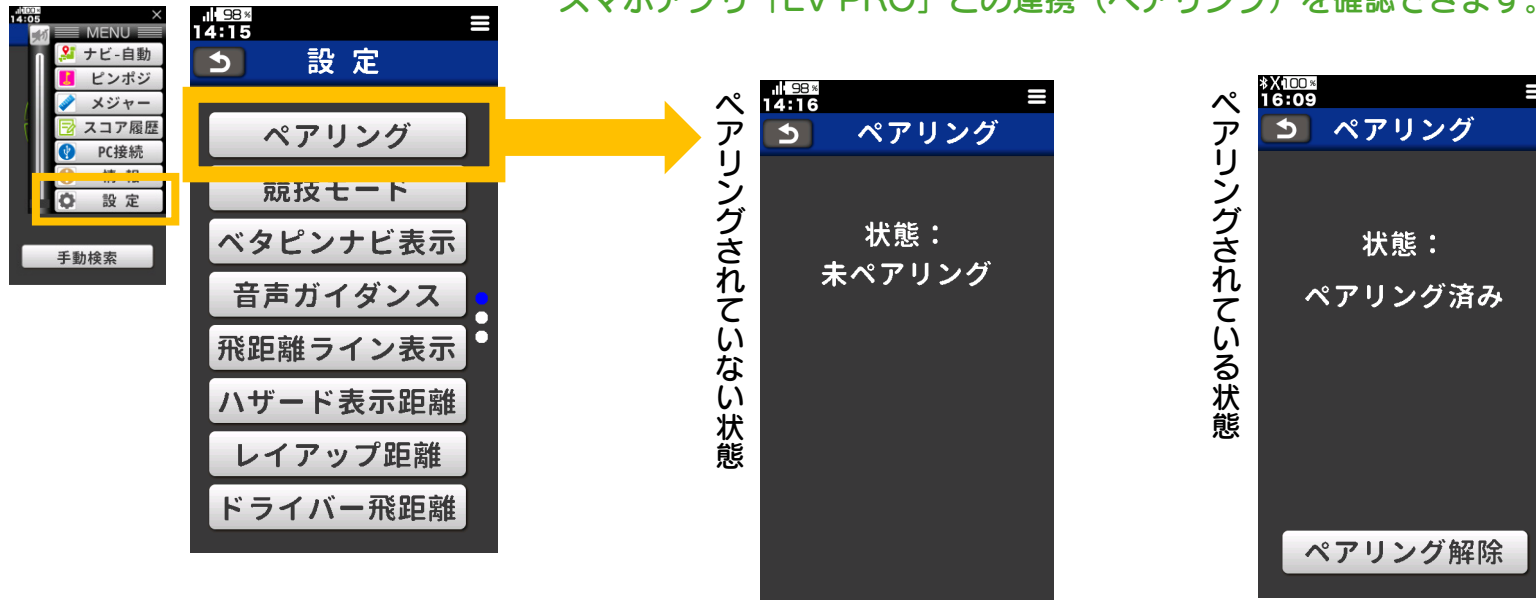 スマホアプリ「EV PRO」との連携（ペアリング）を確認できます。
100%
14:05
×
MENU
ナビ-自動
ピンポジ
メジャー
スコア履歴
PC接続
情 報
設 定
手動検索
98%
14:15
設 定
ペアリング
競技モード
ベタピンナビ表示
音声ガイダンス
飛距離ライン表示
ハザード表示距離
レイアップ距離
ドライバー飛距離
ペアリングされていない状態
98%
14:16
ペアリング
状態：
未ペアリング
ペアリングされている状態
100%
16:09
ペアリング
状態：
ペアリング済み
ペアリング解除